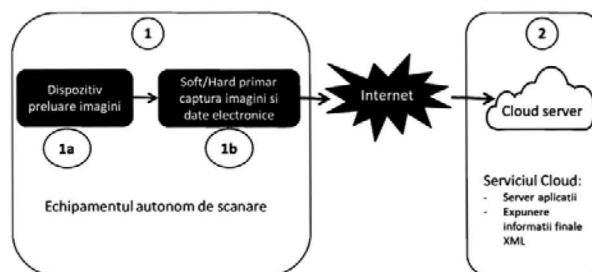 1
Dispozitiv
preluare imagini
1a
Soft/Hard primar
captura imagini si
date electronice
1b
Echipamentul autonom de scanare
Internet
2
Cloud server
Serviciul Cloud:
- Server aplicatii
- Expunere
informatii finale
XML